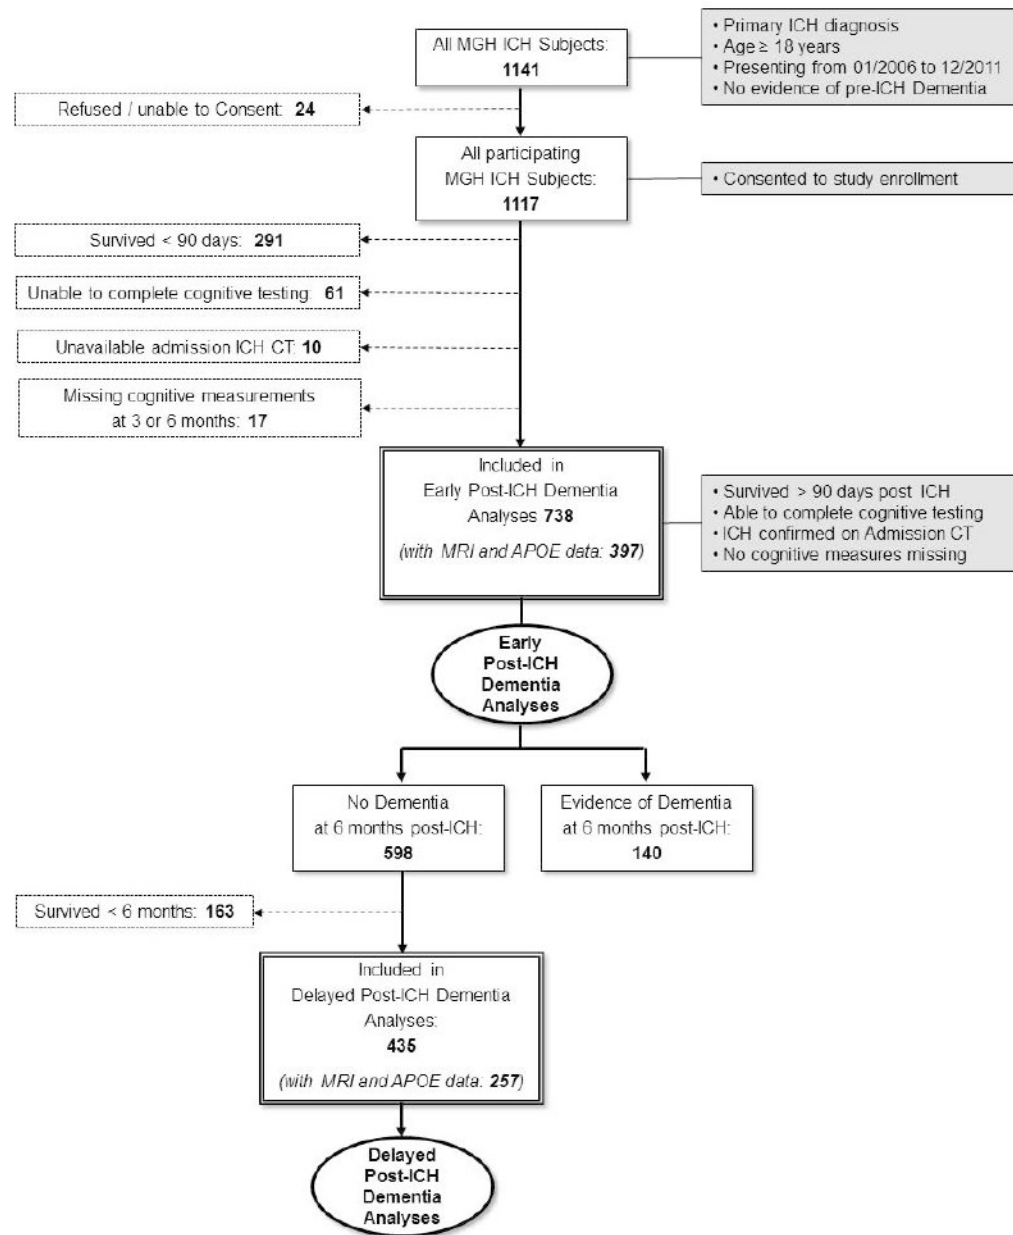 All MGH ICH Subjects:
1141
• Primary ICH diagnosis
• Age ≥ 18 years
• Presenting from 01/2006 to 12/2011
• No evidence of pre-ICH Dementia
Refused / unable to Consent: 24
All participating
MGH ICH Subjects:
1117
• Consented to study enrollment
Survived < 90 days: 291
Unable to complete cognitive testing: 61
Unavailable admission ICH CT: 10
Missing cognitive measurements
at 3 or 6 months: 17
Included in
Early Post-ICH Dementia
Analyses 738
(with MRI and APOE data: 397)
• Survived > 90 days post ICH
• Able to complete cognitive testing
• ICH confirmed on Admission CT
• No cognitive measures missing
Early
Post-ICH
Dementia
Analyses
No Dementia
at 6 months post-ICH:
598
Evidence of Dementia
at 6 months post-ICH:
140
Survived < 6 months: 163
Included in
Delayed Post-ICH Dementia
Analyses:
435
(with MRI and APOE data: 257)
Delayed
Post-ICH
Dementia
Analyses